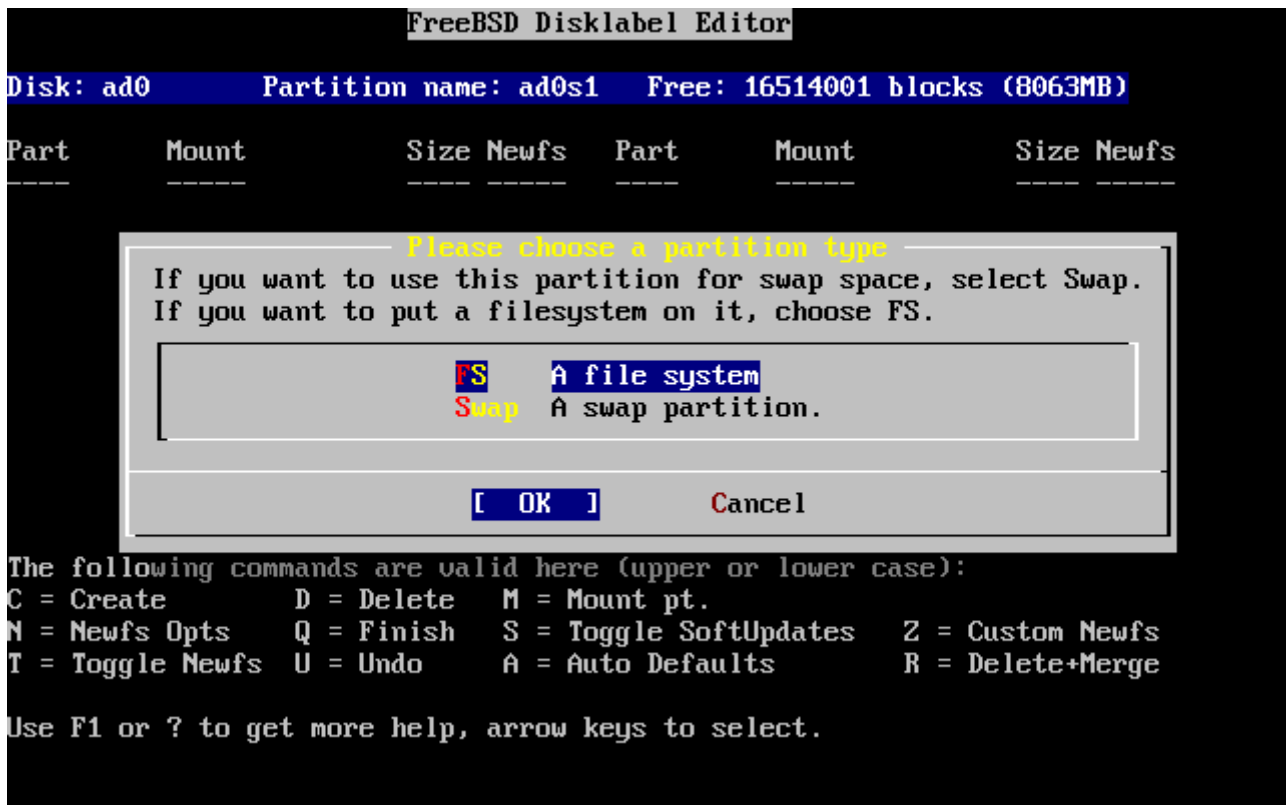 FreeBSD Disklabel Editor
Disk: ad0 Partition name: ad0s1 Free: 16514001 blocks (8063MB)
Part Mount Size Newfs Part Mount Size Newfs
---- ----- ---- ----- ---- ----- ---- -----
Please choose a partition type
If you want to use this partition for swap space, select Swap.
If you want to put a filesystem on it, choose FS.
FS A file system
Swap A swap partition.
[ OK ] Cancel
The following commands are valid here (upper or lower case):
C = Create D = Delete M = Mount pt.
N = Newfs Opts Q = Finish S = Toggle SoftUpdates Z = Custom Newfs
T = Toggle Newfs U = Undo A = Auto Defaults R = Delete+Merge
Use F1 or ? to get more help, arrow keys to select.